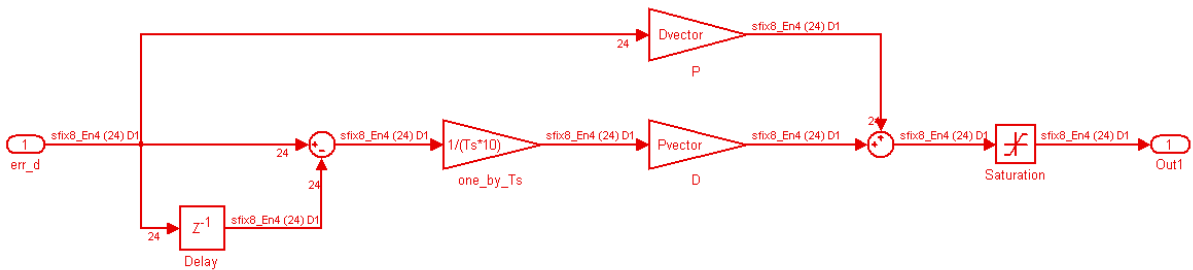 sfix8_En4 (24) D1
Dvector
24
P
sfix8_En4 (24) D1
24
1
err_d
sfix8_En4 (24) D1
24
+
-
sfix8_En4 (24) D1
1/(Ts*10)
one_by_Ts
sfix8_En4 (24) D1
Pvector
D
sfix8_En4 (24) D1
+
+
sfix8_En4 (24) D1
Saturation
sfix8_En4 (24) D1
1
Out1
24
24
Z-1
Delay
sfix8_En4 (24) D1